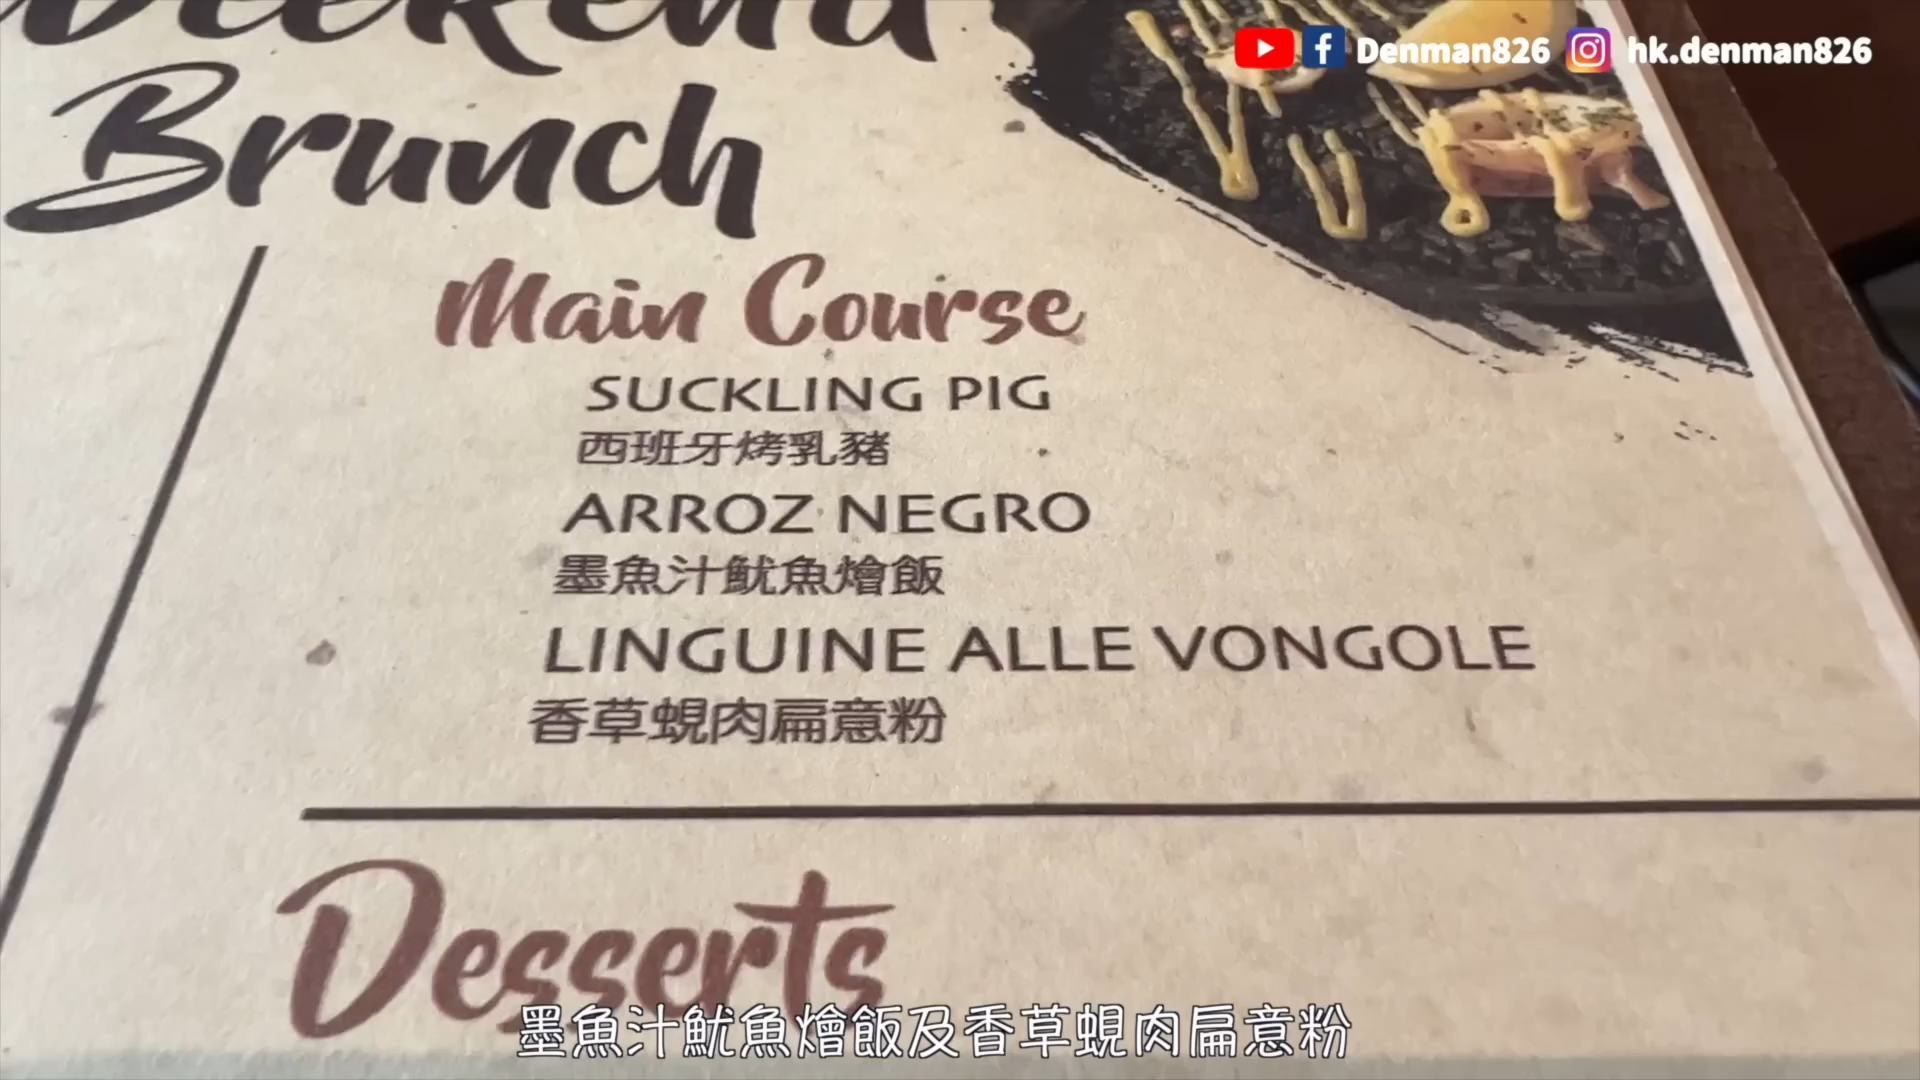 Denman826 hk.denman826
Weekend
Brunch
Main Course
SUCKLING PIG
西班牙烤乳豬
ARROZ NEGRO
墨魚汁魷魚燴飯
LINGUINE ALLE VONGOLE
香草蜆肉扁意粉
Desserts
墨魚汁魷魚燴飯及香草蜆肉扁意粉